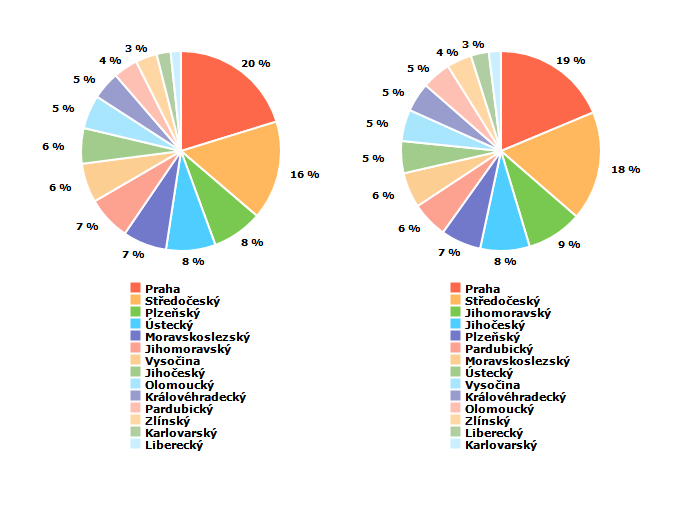 20 %
16 %
8 %
8 %
7 %
7 %
6 %
6 %
5 %
5 %
4 %
3 %
Praha
Středočeský
Plzeňský
Ústecký
Moravskoslezský
Jihomoravský
Vysočina
Jihočeský
Olomoucký
Královéhradecký
Pardubický
Zlínský
Karlovarský
Liberecký
19 %
18 %
9 %
8 %
7 %
6 %
6 %
5 %
5 %
5 %
5 %
4 %
3 %
Praha
Středočeský
Jihomoravský
Jihočeský
Plzeňský
Pardubický
Moravskoslezský
Ústecký
Vysočina
Královéhradecký
Olomoucký
Zlínský
Liberecký
Karlovarský